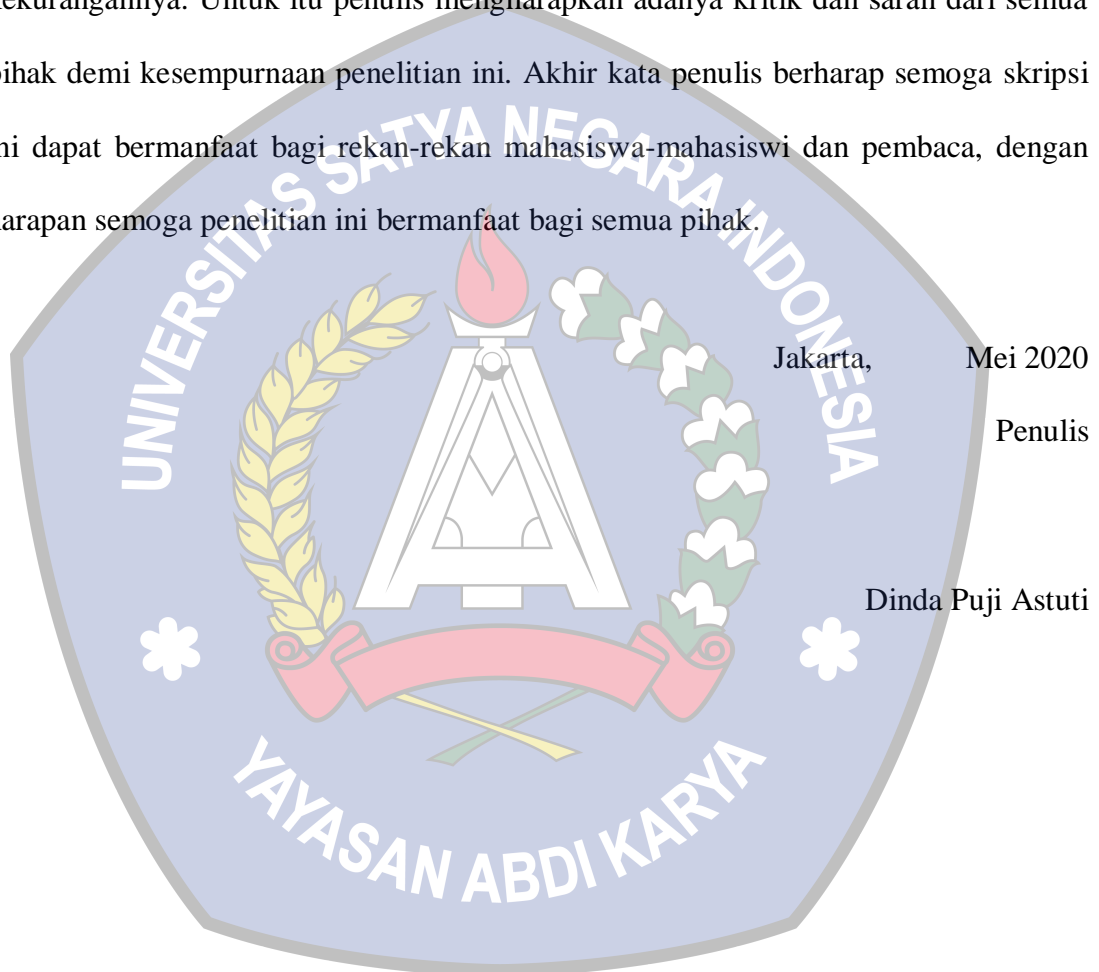 kekurangannya. Untuk itu penulis mengharapkan adanya kritik dan saran dari semua
pihak demi kesempurnaan penelitian ini. Akhir kata penulis berharap semoga skripsi
ini dapat bermanfaat bagi rekan-rekan mahasiswa-mahasiswi dan pembaca, dengan
harapan semoga penelitian ini bermanfaat bagi semua pihak.
UNIVERSITAS SATYA NEGARA INDONESIA
Jakarta, Mei 2020
Penulis
Dinda Puji Astuti
YAYASAN ABDI KARYA